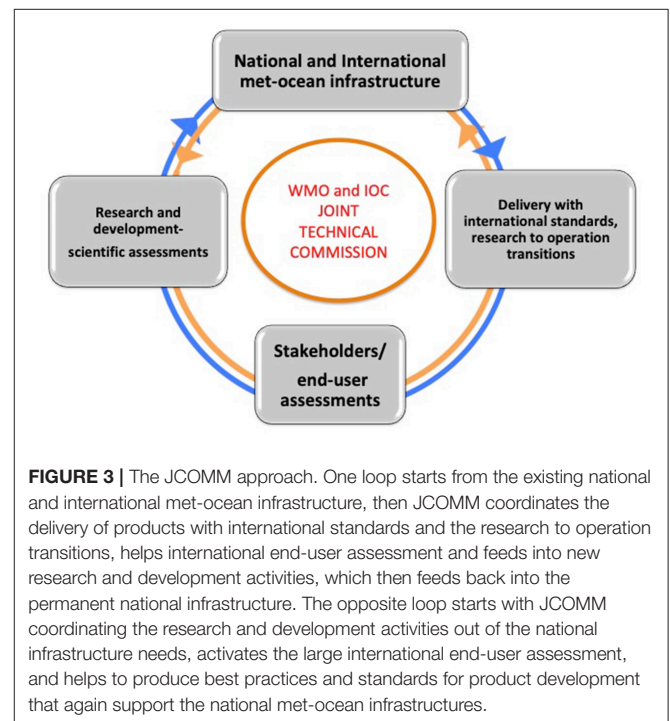 National and International
met-ocean infrastructure
WMO and IOC
JOINT
TECHNICAL
COMMISSION
Research and
development-
scientific assessments
Delivery with
international standards,
research to operation
transitions
Stakeholders/
end-user
assessments
FIGURE 3 | The JCOMM approach. One loop starts from the existing national
and international met-ocean infrastructure, then JCOMM coordinates the
delivery of products with international standards and the research to operation
transitions, helps international end-user assessment and feeds into new
research and development activities, which then feeds back into the
permanent national infrastructure. The opposite loop starts with JCOMM
coordinating the research and development activities out of the national
infrastructure needs, activates the large international end-user assessment,
and helps to produce best practices and standards for product development
that again support the national met-ocean infrastructures.